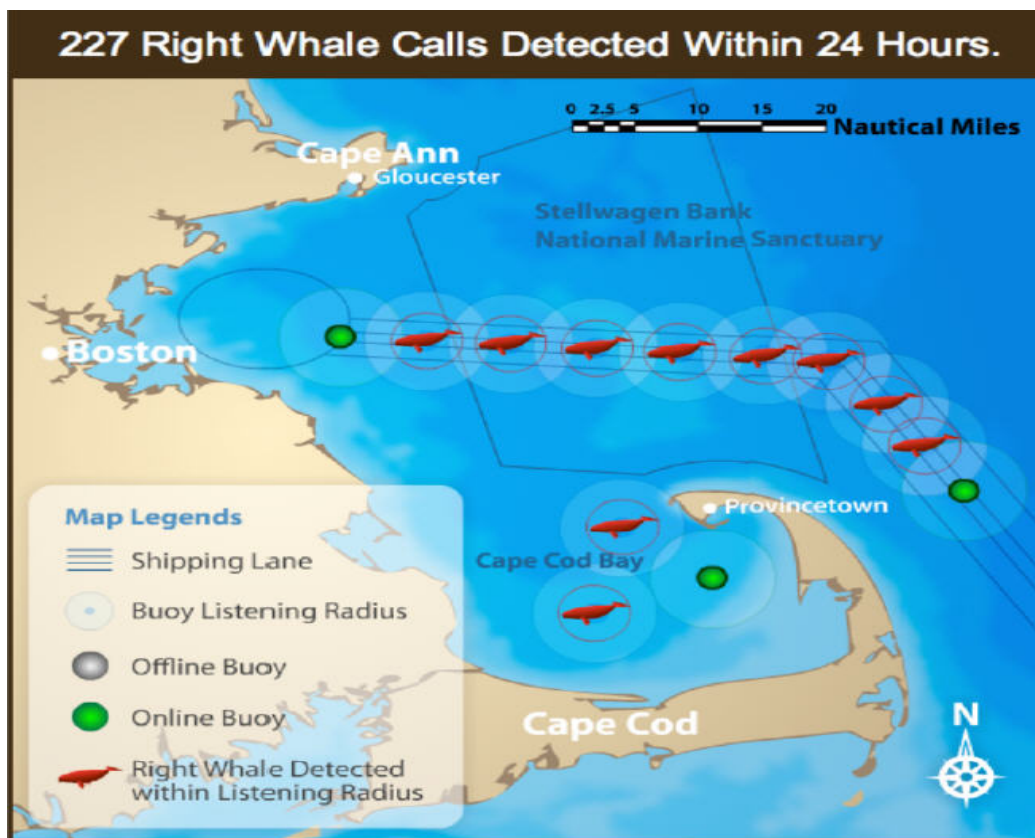 227 Right Whale Calls Detected Within 24 Hours.
0 2.5 5 10 15 20
Nautical Miles
Cape Ann
Gloucester
Stellwagen Bank
National Marine Sanctuary
Boston
Provincetown
Cape Cod Bay
Map Legends
Shipping Lane
Buoy Listening Radius
Offline Buoy
Online Buoy
Right Whale Detected
within Listening Radius
Cape Cod
N